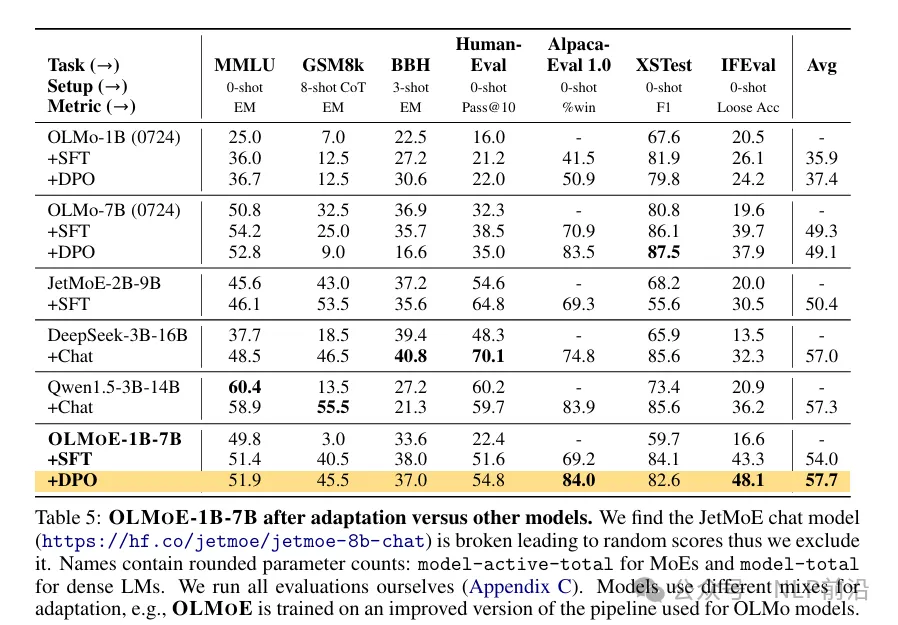 Task (→) MMLU GSM8k BBH Human-Eval Alpaca-Eval 1.0 XSTest IFEval Avg
Setup (→) 0-shot 8-shot CoT 3-shot 0-shot 0-shot 0-shot 0-shot
Metric (→) EM EM EM Pass@10 %win F1 Loose Acc
OLMo-1B (0724) 25.0 7.0 22.5 16.0 - 67.6 20.5 -
+SFT 36.0 12.5 27.2 21.2 41.5 81.9 26.1 35.9
+DPO 36.7 12.5 30.6 22.0 50.9 79.8 24.2 37.4
OLMo-7B (0724) 50.8 32.5 36.9 32.3 - 80.8 19.6 -
+SFT 54.2 25.0 35.7 38.5 70.9 86.1 39.7 49.3
+DPO 52.8 9.0 16.6 35.0 83.5 87.5 37.9 49.1
JetMoE-2B-9B 45.6 43.0 37.2 54.6 - 68.2 20.0 -
+SFT 46.1 53.5 35.6 64.8 69.3 55.6 30.5 50.4
DeepSeek-3B-16B 37.7 18.5 39.4 48.3 - 65.9 13.5 -
+Chat 48.5 46.5 40.8 70.1 74.8 85.6 32.3 57.0
Qwen1.5-3B-14B 60.4 13.5 27.2 60.2 - 73.4 20.9 -
+Chat 58.9 55.5 21.3 59.7 83.9 85.6 36.2 57.3
OLMOE-1B-7B 49.8 3.0 33.6 22.4 - 59.7 16.6 -
+SFT 51.4 40.5 38.0 51.6 69.2 84.1 43.3 54.0
+DPO 51.9 45.5 37.0 54.8 84.0 82.6 48.1 57.7
Table 5: OLMOE-1B-7B after adaptation versus other models. We find the JetMoE chat model
(https://hf.co/jetmoe/jetmoe-8b-chat) is broken leading to random scores thus we exclude
it. Names contain rounded parameter counts: model-active-total for MoEs and model-total
for dense LMs. We run all evaluations ourselves (Appendix C). Models use different mixes for
adaptation, e.g., OLMOE is trained on an improved version of the pipeline used for OLMo models.
公众号 · NLP前沿